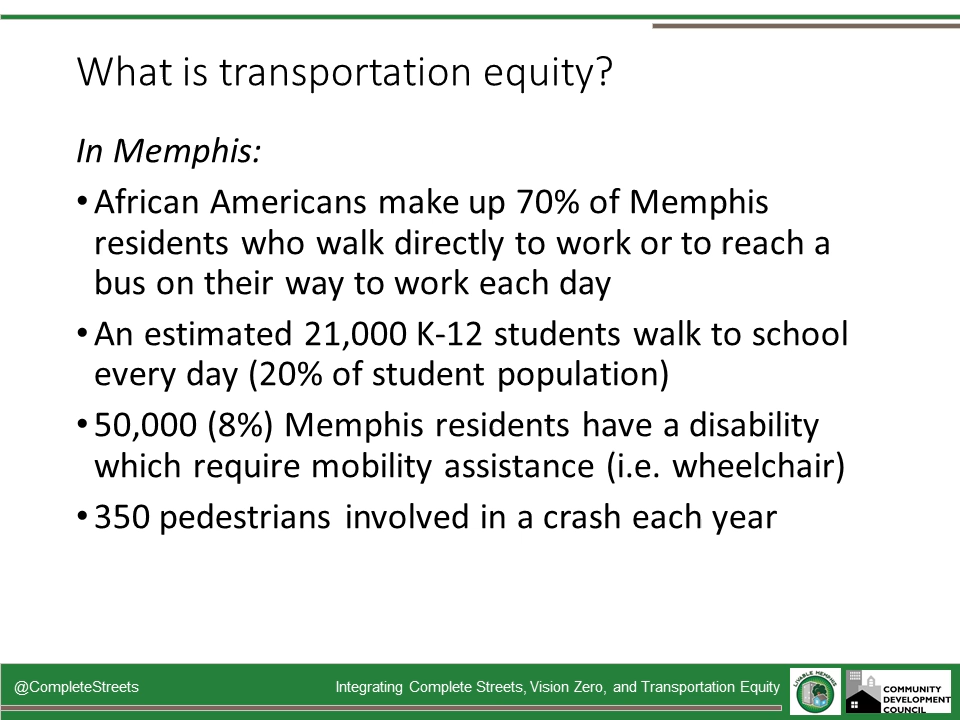 What is transportation equity?
In Memphis:
• African Americans make up 70% of Memphis
residents who walk directly to work or to reach a
bus on their way to work each day
• An estimated 21,000 K-12 students walk to school
every day (20% of student population)
• 50,000 (8%) Memphis residents have a disability
which require mobility assistance (i.e. wheelchair)
• 350 pedestrians involved in a crash each year
@CompleteStreets
Integrating Complete Streets, Vision Zero, and Transportation Equity
LIVABLE MEMPHIS
COMMUNITY
DEVELOPMENT
COUNCIL